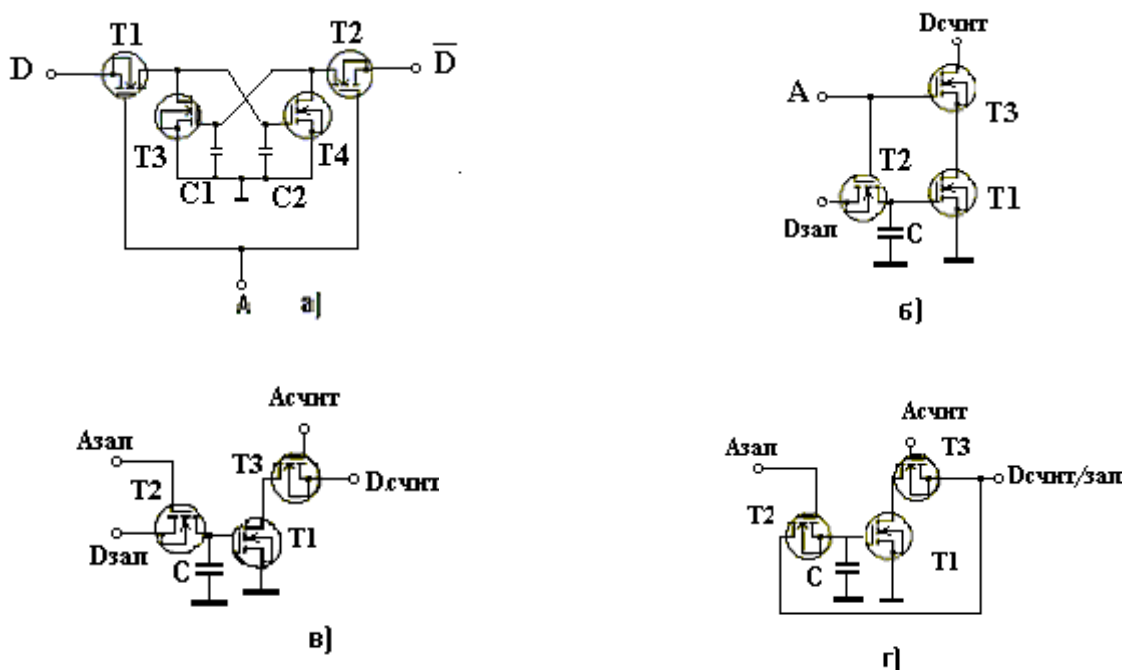 T1
T2
D
D
T3
T4
C1
C2
A
а)
Dсчит
A
T3
T2
T1
Dзап
C
б)
Aсчит
Aзап
T3
D.счит
T2
T1
Dзап
C
в)
Aсчит
Aзап
T3
Dсчит/зап
T2
T1
C
г)